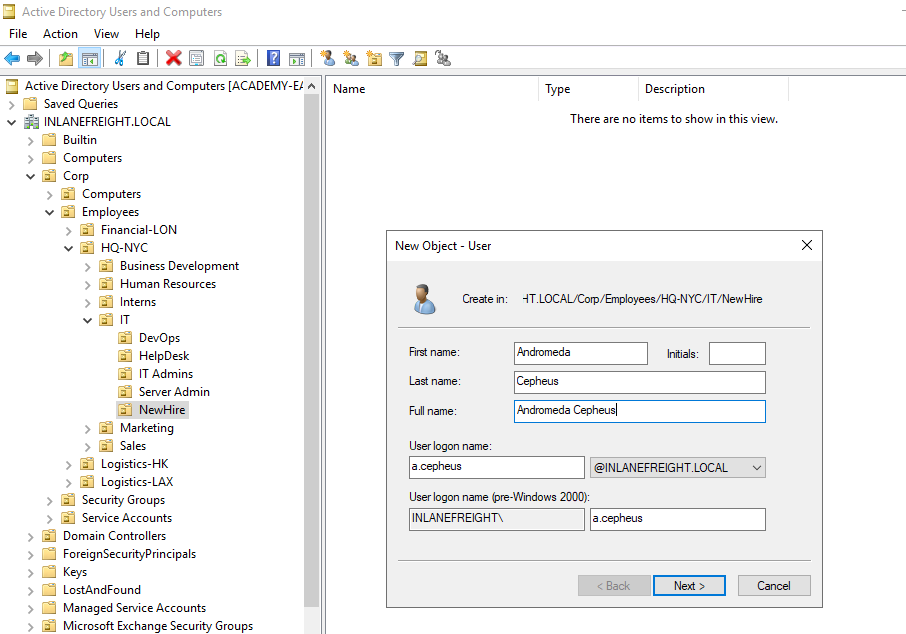 Active Directory Users and Computers
File Action View Help
Active Directory Users and Computers [ACADEMY-EA
Saved Queries
INLANEFREIGHT.LOCAL
Builtin
Computers
Corp
Computers
Employees
Financial-LON
HQ-NYC
Business Development
Human Resources
Interns
IT
DevOps
HelpDesk
IT Admins
Server Admin
NewHire
Marketing
Sales
Logistics-HK
Logistics-LAX
Security Groups
Service Accounts
Domain Controllers
ForeignSecurityPrincipals
Keys
LostAndFound
Managed Service Accounts
Microsoft Exchange Security Groups
Name Type Description
There are no items to show in this view.
New Object - User
Create in: HT.LOCAL/Corp/Employees/HQ-NYC/IT/NewHire
First name: Andromeda Initials:
Last name: Cepheus
Full name: Andromeda Cepheus
User logon name:
a.cepheus @INLANEFREIGHT.LOCAL
User logon name (pre-Windows 2000):
INLANEFREIGHT\ a.cepheus
< Back Next > Cancel